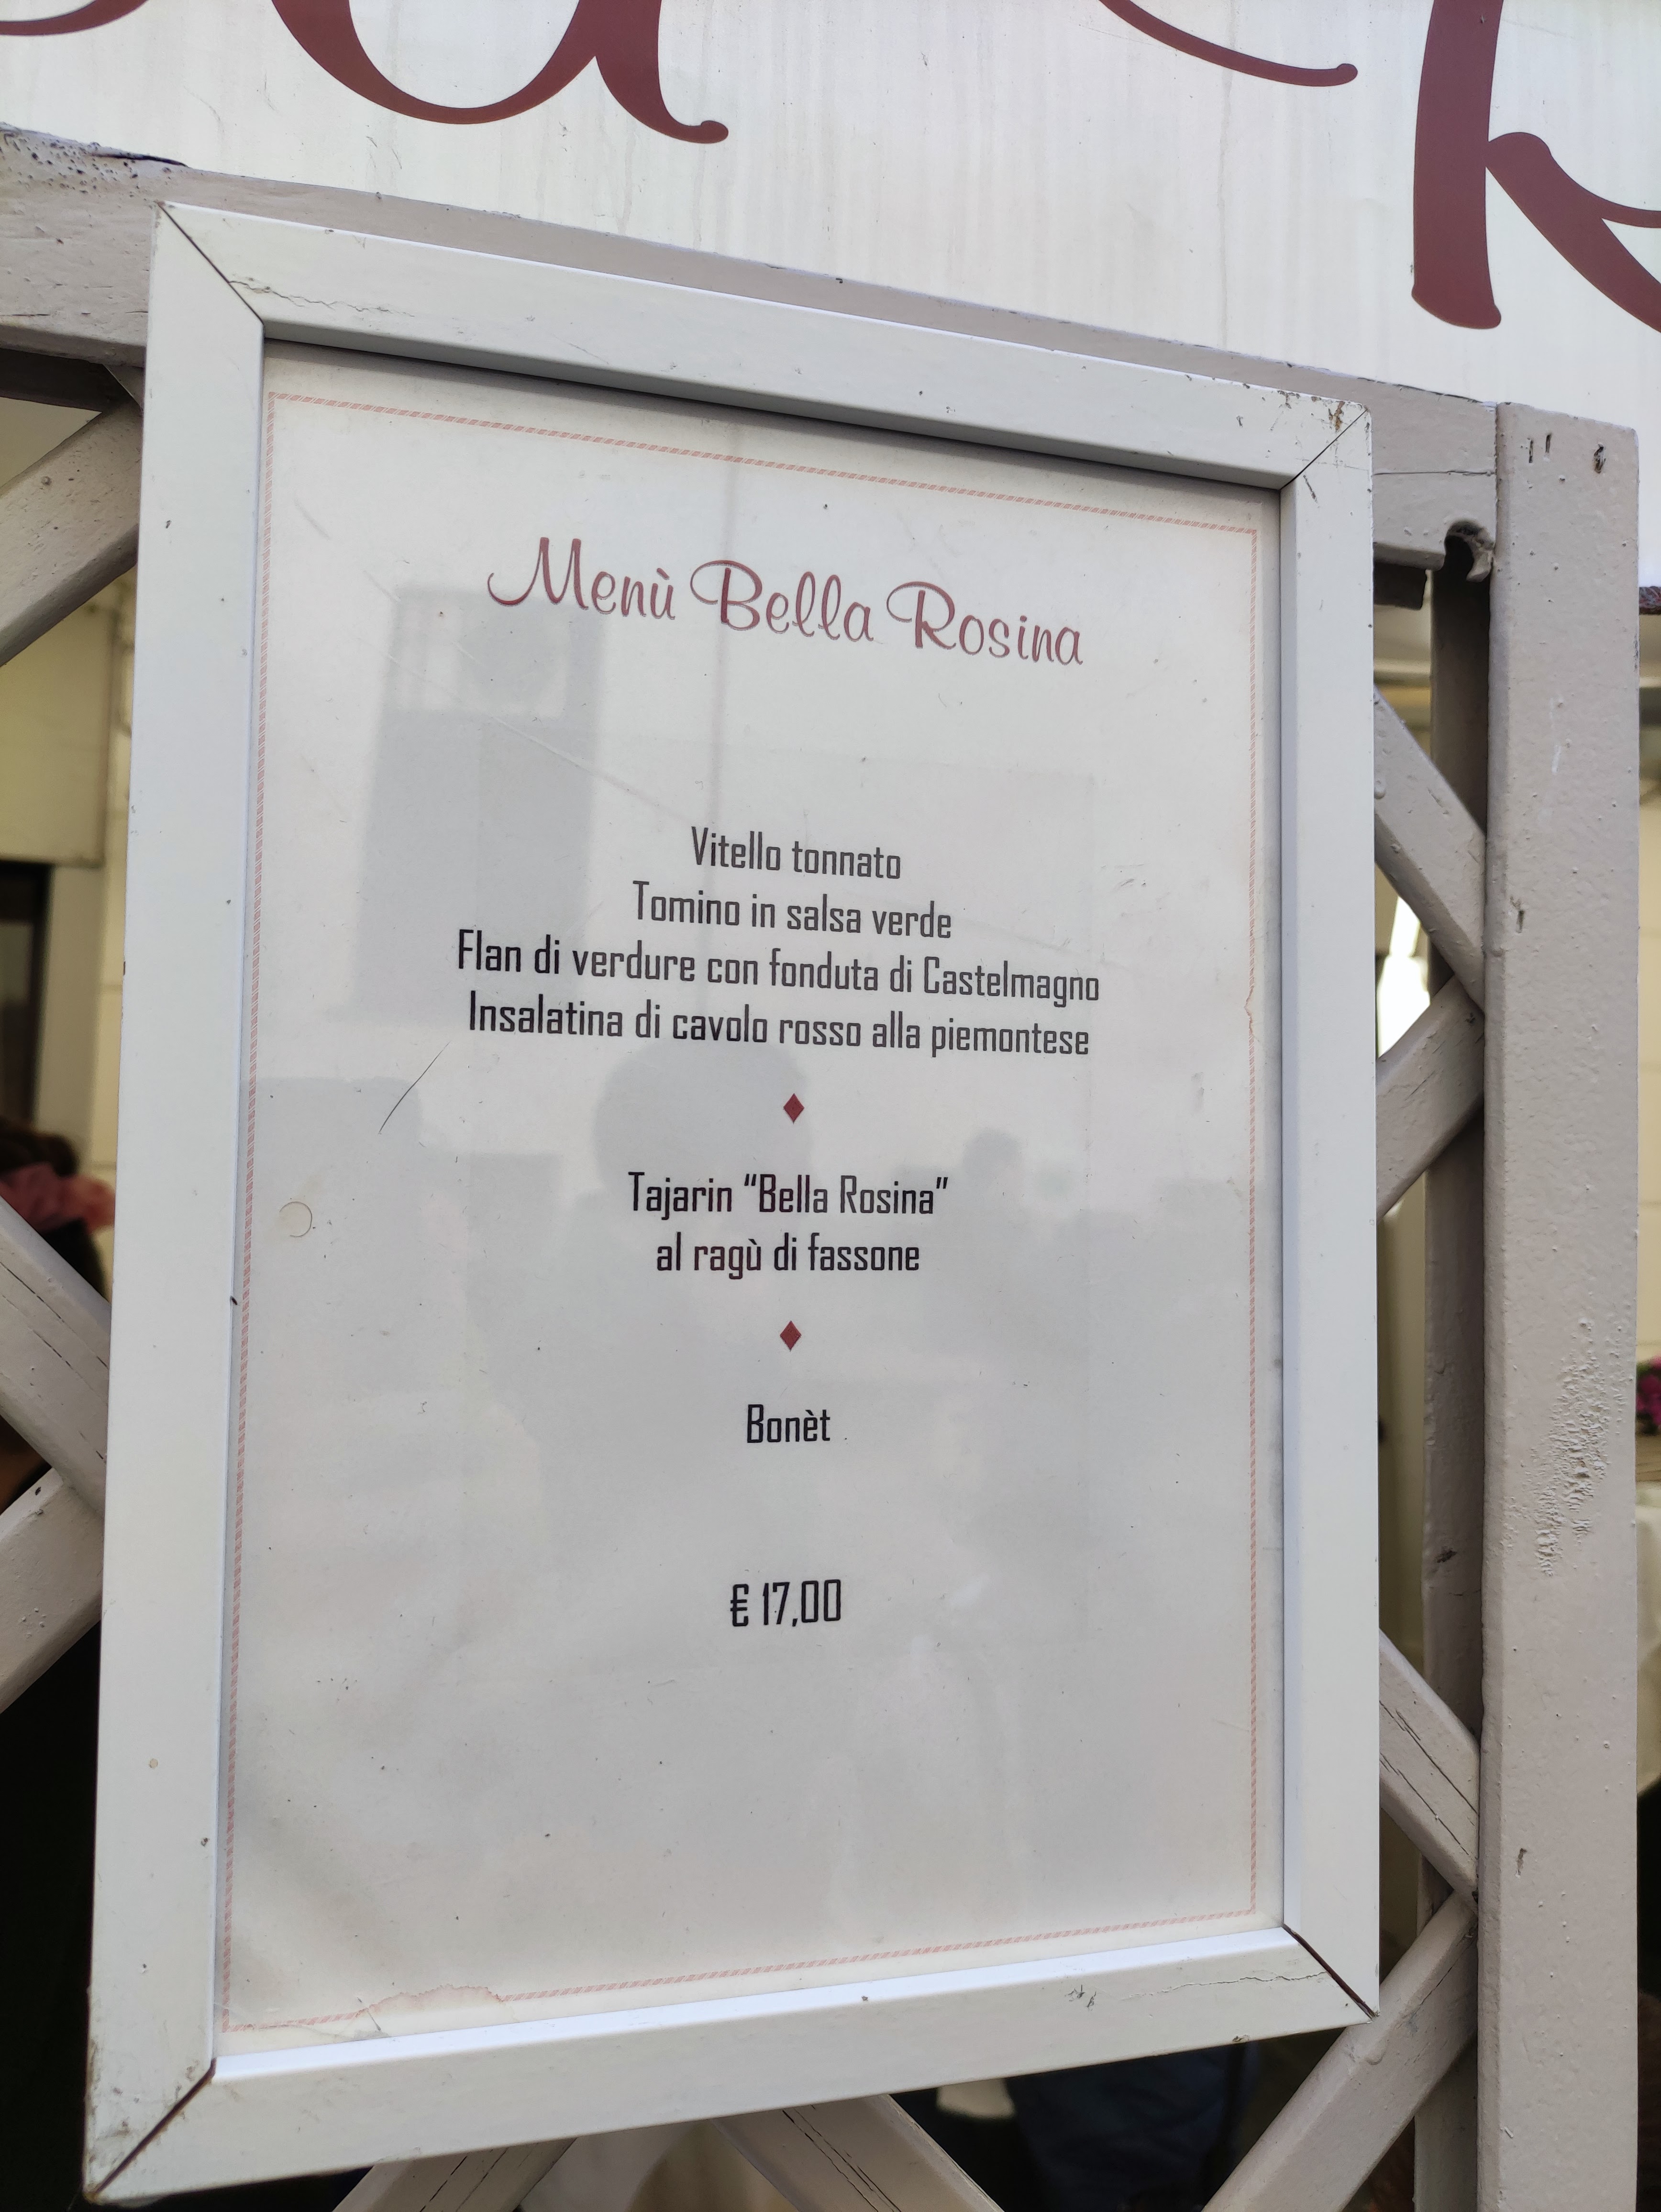 Menù Bella Rosina
Vitello tonnato
Tomino in salsa verde
Flan di verdure con fonduta di Castelmagno
Insalatina di cavolo rosso alla piemontese
Tajarin “Bella Rosina”
al ragù di fassone
Bonèt
€ 17,00